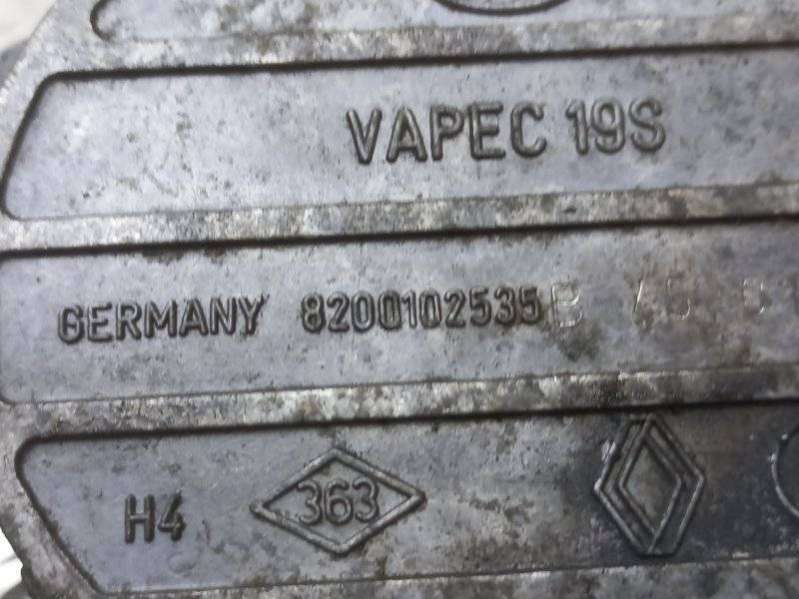 VAPEC 19S
GERMANY 8200102535 B
H4 363